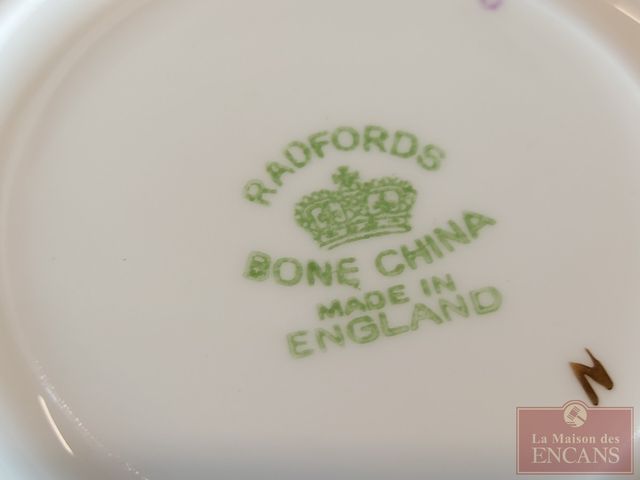 RADFORDS
BONE CHINA
MADE IN
ENGLAND
N
La Maison des
ENCANS